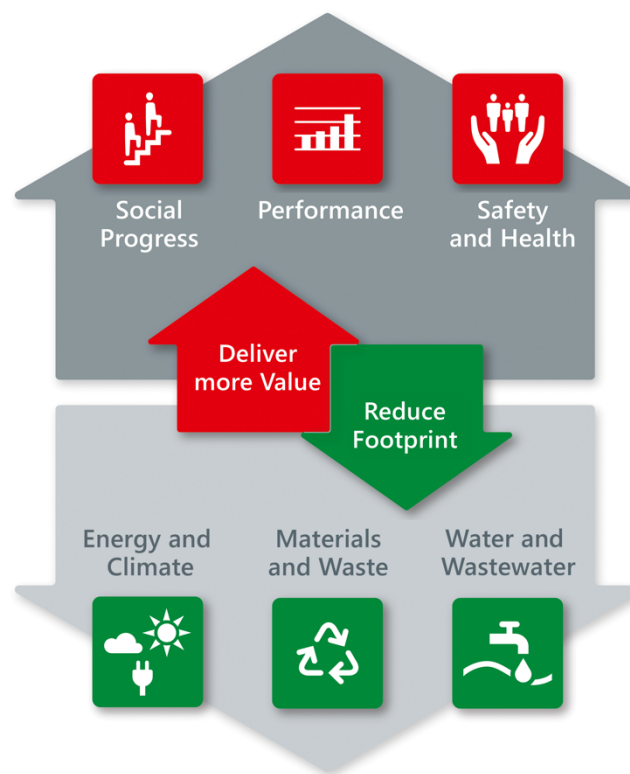 Social
Progress
Performance
Safety
and Health
Deliver
more Value
Reduce
Footprint
Energy and
Climate
Materials
and Waste
Water and
Wastewater